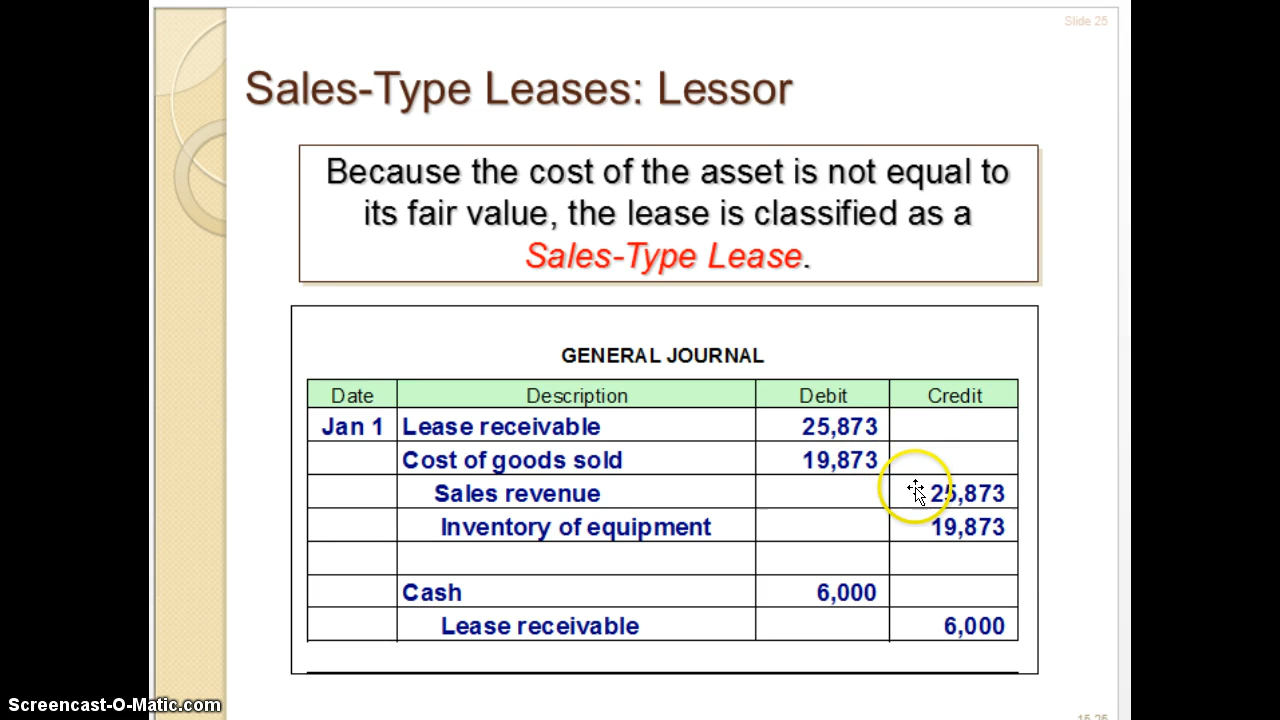 Slide 25
Sales-Type Leases: Lessor
Because the cost of the asset is not equal to
its fair value, the lease is classified as a
Sales-Type Lease.
GENERAL JOURNAL
Date Description Debit Credit
Jan 1 Lease receivable 25,873
Cost of goods sold 19,873
Sales revenue 25,873
Inventory of equipment 19,873
Cash 6,000
Lease receivable 6,000
Screencast-O-Matic.com